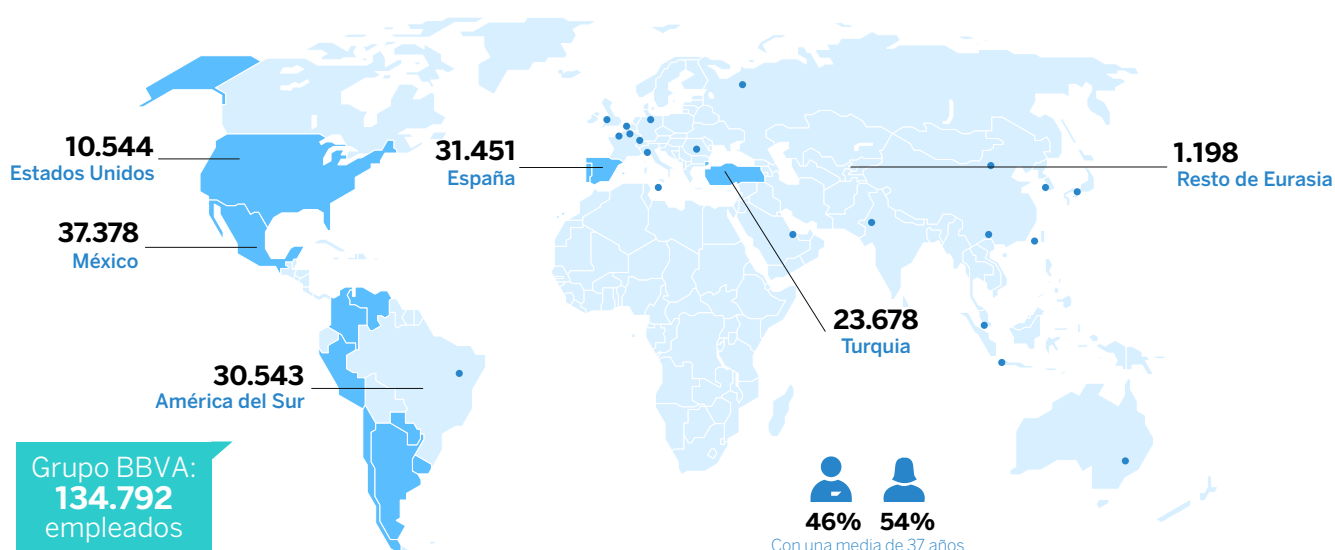 10.544
Estados Unidos
31.451
España
1.198
Resto de Eurasia
37.378
México
23.678
Turquia
30.543
América del Sur
Grupo BBVA:
134.792
empleados
46% 54%
Con una media de 37 años